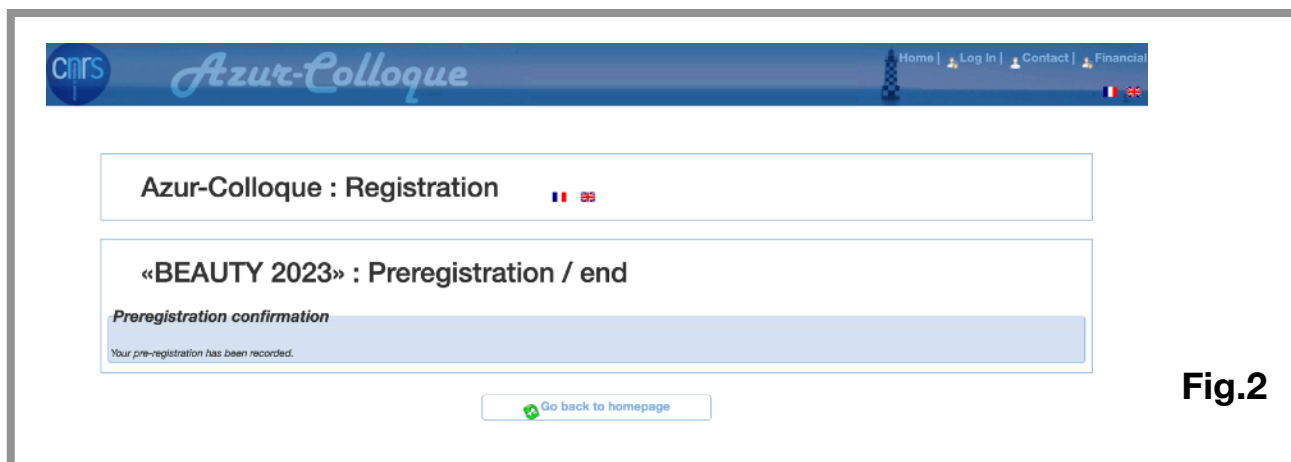 cnrs
Azur-Colloque
Home | Log In | Contact | Financial
Azur-Colloque : Registration
«BEAUTY 2023» : Preregistration / end
Preregistration confirmation
Your pre-registration has been recorded.
Go back to homepage
Fig.2